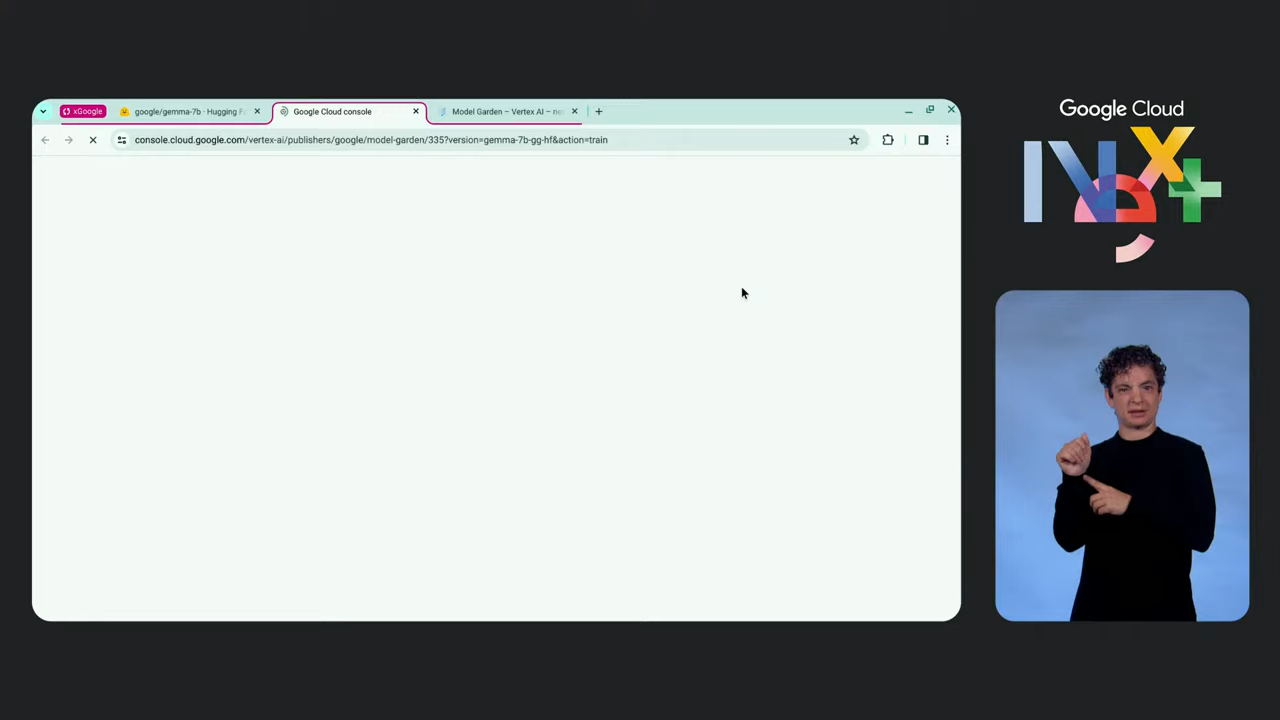 xGoogle
google/gemma-7b · Hugging F
Google Cloud console
Model Garden – Vertex AI – ne
console.cloud.google.com/vertex-ai/publishers/google/model-garden/335?version=gemma-7b-gg-hf&action=train
Google Cloud
Next